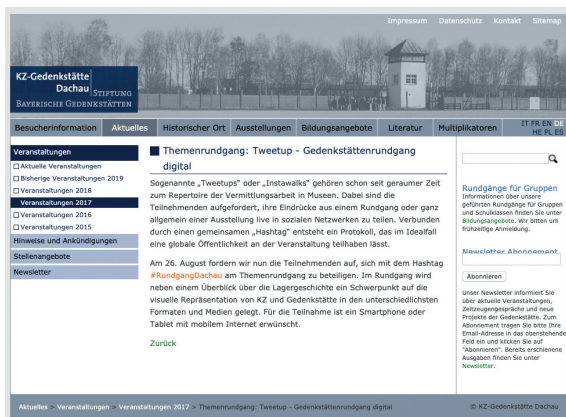 Impressum Datenschutz Kontakt Sitemap
KZ-Gedenkstätte
Dachau
STIFTUNG
BAYERISCHE GEDENKSTÄTTEN
Besucherinformation Aktuelles Historischer Ort Ausstellungen Bildungsangebote Literatur Multiplikatoren
IT FR EN DE
HE PL ES
Veranstaltungen
Aktuelle Veranstaltungen
Bisherige Veranstaltungen 2019
Veranstaltungen 2018
Veranstaltungen 2017
Veranstaltungen 2016
Veranstaltungen 2015
Hinweise und Ankündigungen
Stellenangebote
Newsletter
Themenrundgang: Tweetup - Gedenkstättenrundgang
digital
Sogenannte „Tweetups" oder „Instawalks" gehören schon seit geraumer Zeit
zum Repertoire der Vermittlungsarbeit in Museen. Dabei sind die
Teilnehmenden aufgefordert, ihre Eindrücke aus einem Rundgang oder ganz
allgemein einer Ausstellung live in sozialen Netzwerken zu teilen. Verbunden
durch einen gemeinsamen „Hashtag" entsteht ein Protokoll, das im Idealfall
eine globale Öffentlichkeit an der Veranstaltung teilhaben lässt.
Am 26. August fordern wir nun die Teilnehmenden auf, sich mit dem Hashtag
#RundgangDachau am Themenrundgang zu beteiligen. Im Rundgang wird
neben einem Überblick über die Lagergeschichte ein Schwerpunkt auf die
visuelle Repräsentation von KZ und Gedenkstätte in den unterschiedlichsten
Formaten und Medien gelegt. Für die Teilnahme ist ein Smartphone oder
Tablet mit mobilem Internet erwünscht.
Zurück
Rundgänge für Gruppen
Informationen über unsere
geführten Rundgänge für Gruppen
und Schulklassen finden Sie unter
Bildungsangebote. Wir bitten um
frühzeitige Anmeldung.
Newsletter Abonnement
Abonnieren
Unser Newsletter informiert Sie
über aktuelle Veranstaltungen,
Zeitzeugengespräche und neue
Projekte der Gedenkstätte. Zum
Abonnement tragen Sie bitte Ihre
Email-Adresse in das obenstehende
Feld ein und klicken Sie auf
"Abonnieren". Bereits erschienene
Ausgaben finden Sie unter
Newsletter.
Aktuelles > Veranstaltungen > Veranstaltungen 2017 > Themenrundgang: Tweetup - Gedenkstättenrundgang digital
© KZ-Gedenkstätte Dachau